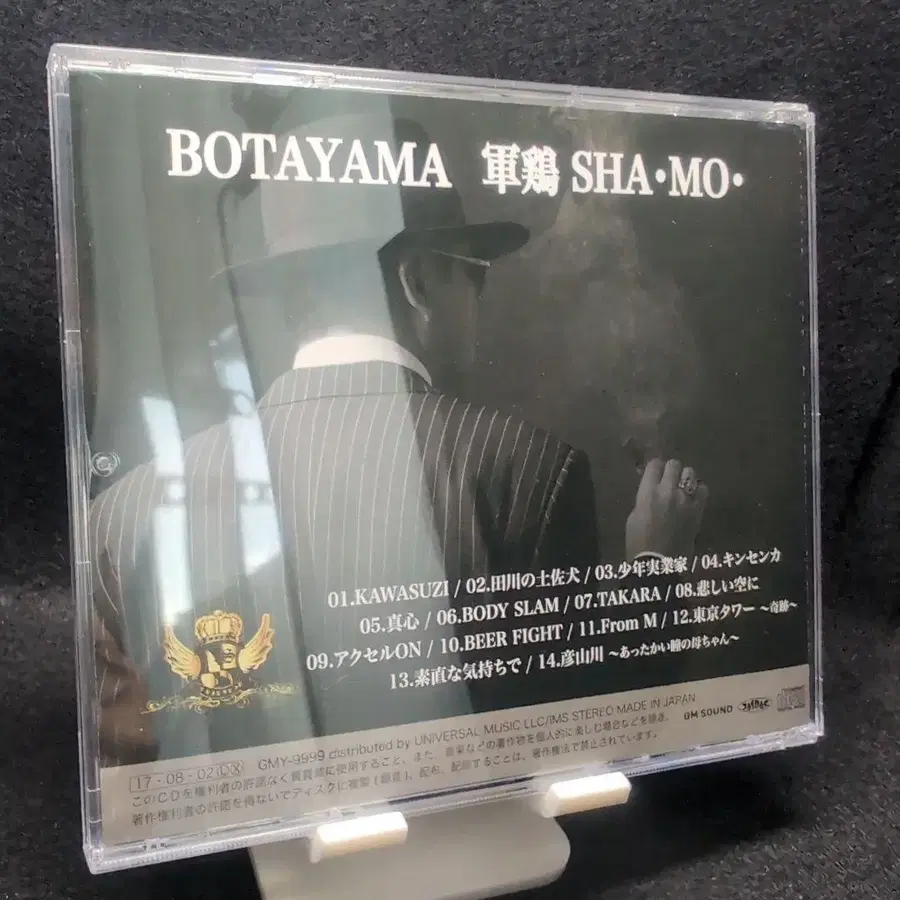 BOTAYAMA 軍鶏 SHA・MO・
01.KAWASUZI / 02.田川の土佐犬 / 03.少年実業家 / 04.キンセンカ
05.真心 / 06.BODY SLAM / 07.TAKARA / 08.悲しい空に
09.アクセルON / 10.BEER FIGHT / 11.From M / 12.東京タワー ～奇跡～
13.素直な気持ちで / 14.彦山川 ～あったかい瞳の母ちゃん～
17・08・02 DX GMY-9999 distributed by UNIVERSAL MUSIC LLC/IMS STEREO MADE IN JAPAN
このCDを権利者の許諾なく賃貸業に使用すること、また、音楽などの著作物を個人的に楽しむ場合などを除き、
著作権利者の許諾を得ないでディスクに複製(録音)、配布、配信することは、著作権法で禁止されています。
GM SOUND